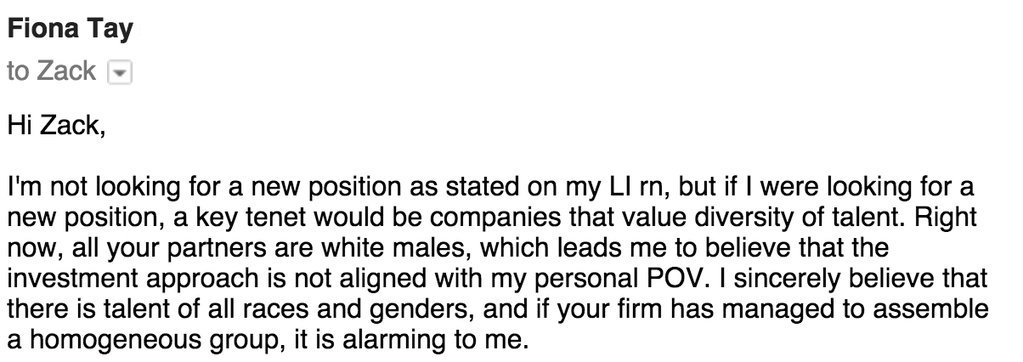 Fiona Tay
to Zack
Hi Zack,
I'm not looking for a new position as stated on my LI rn, but if I were looking for a
new position, a key tenet would be companies that value diversity of talent. Right
now, all your partners are white males, which leads me to believe that the
investment approach is not aligned with my personal POV. I sincerely believe that
there is talent of all races and genders, and if your firm has managed to assemble
a homogeneous group, it is alarming to me.